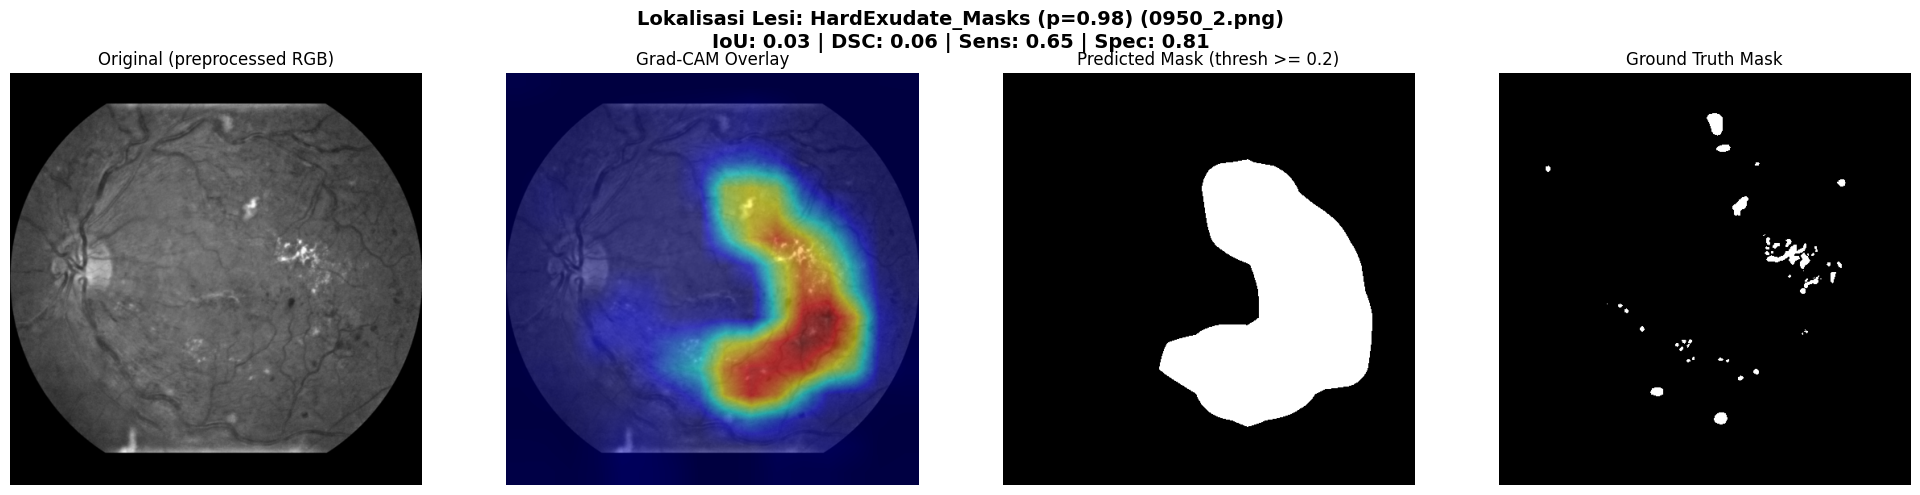 Lokalisasi Lesi: HardExudate_Masks (p=0.98) (0950_2.png)
IoU: 0.03 | DSC: 0.06 | Sens: 0.65 | Spec: 0.81
Original (preprocessed RGB)
Grad-CAM Overlay
Predicted Mask (thresh >= 0.2)
Ground Truth Mask